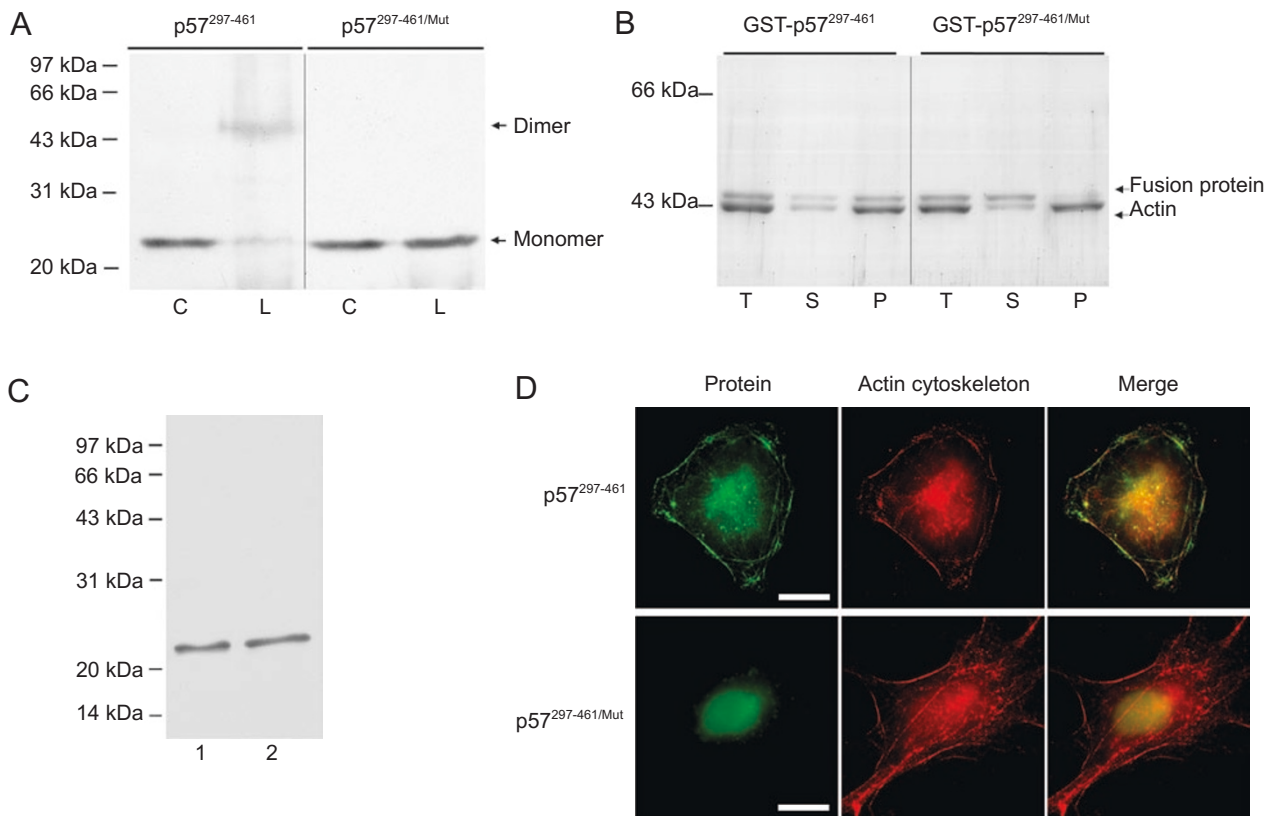 A
p57²⁹⁷⁻⁴⁶¹
p57²⁹⁷⁻⁴⁶¹/ᴹᵘᵗ
97 kDa
66 kDa
43 kDa
31 kDa
20 kDa
Dimer
Monomer
C
L
C
L
B
GST-p57²⁹⁷⁻⁴⁶¹
GST-p57²⁹⁷⁻⁴⁶¹/ᴹᵘᵗ
66 kDa
43 kDa
Fusion protein
Actin
T
S
P
T
S
P
C
97 kDa
66 kDa
43 kDa
31 kDa
20 kDa
14 kDa
1
2
D
Protein
Actin cytoskeleton
Merge
p57²⁹⁷⁻⁴⁶¹
p57²⁹⁷⁻⁴⁶¹/ᴹᵘᵗ